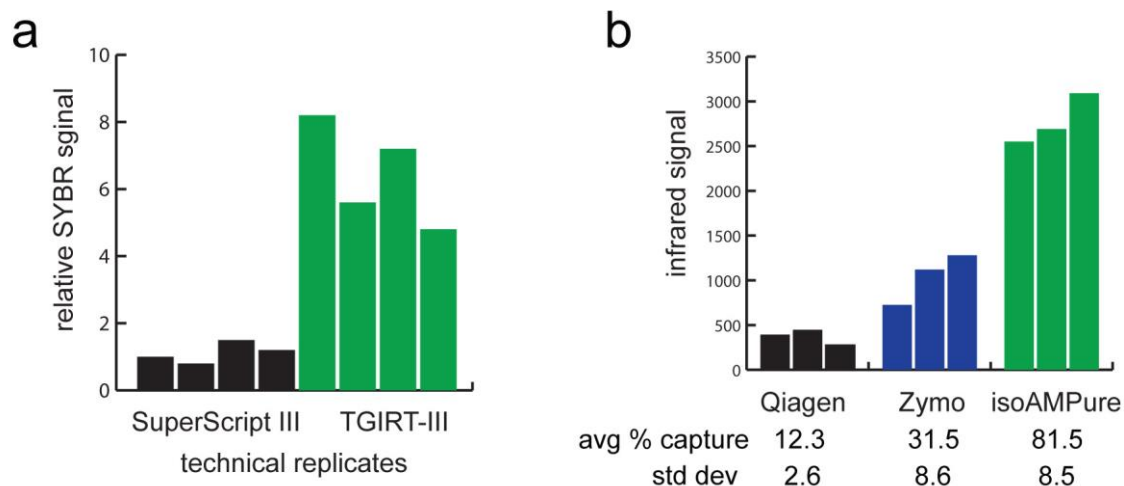 a
relative SYBR sginal
10
8
6
4
2
0
SuperScript III TGIRT-III
technical replicates
b
infrared signal
3500
3000
2500
2000
1500
1000
500
0
Qiagen Zymo isoAMPure
avg % capture 12.3 31.5 81.5
std dev 2.6 8.6 8.5